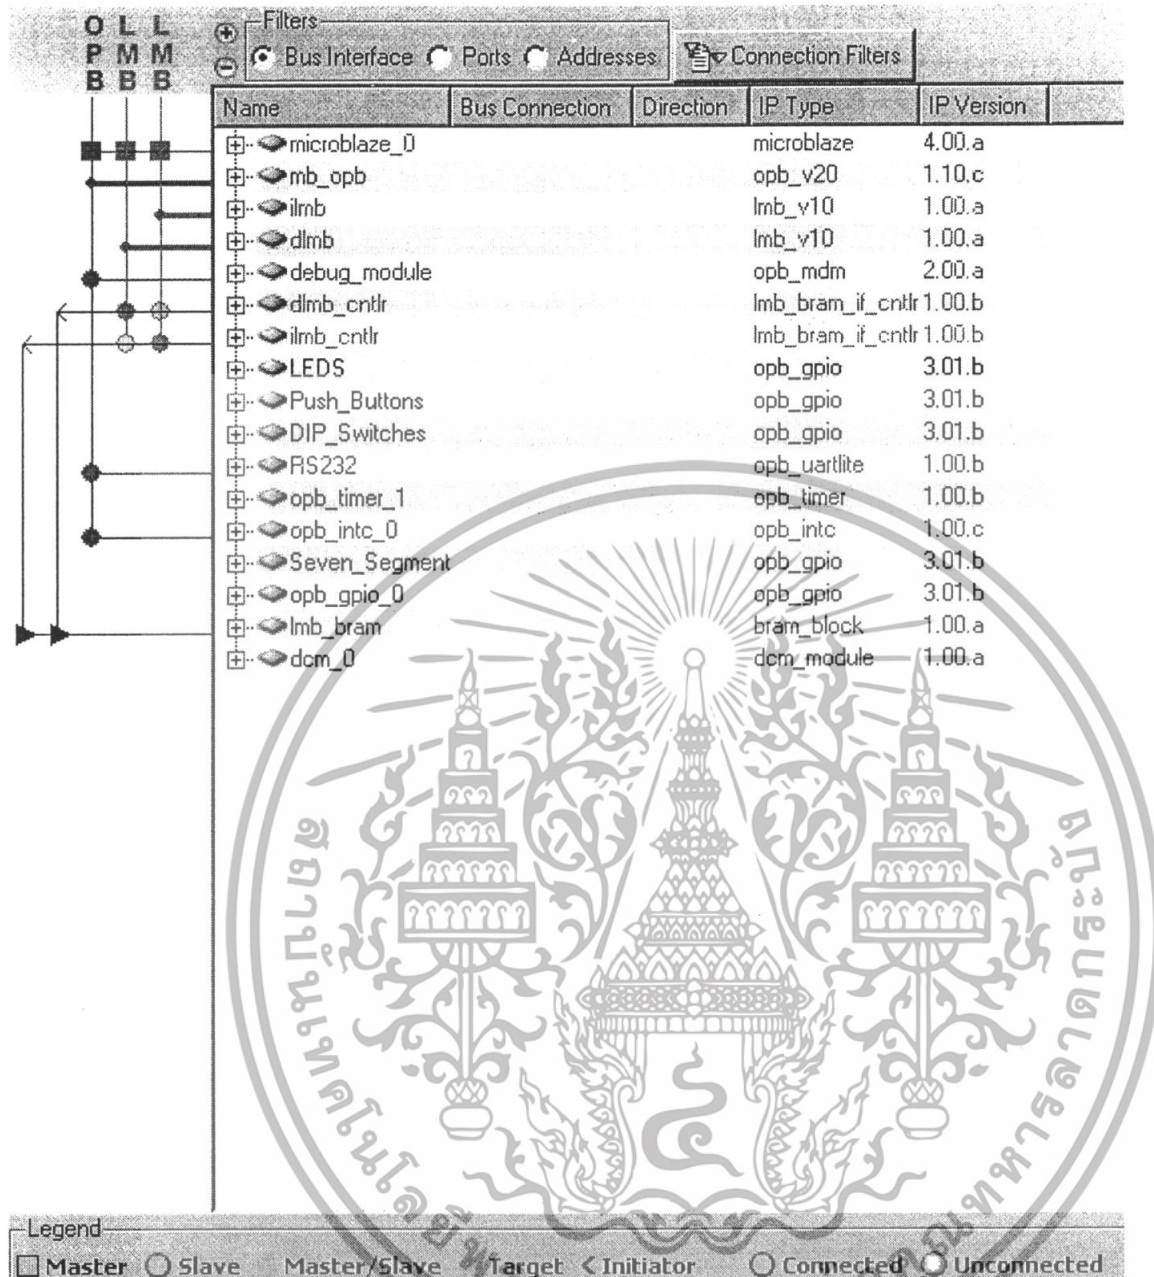 O L L
P M M
B B B
Filters
Bus Interface Ports Addresses Connection Filters
Name Bus Connection Direction IP Type IP Version
microblaze_0 microblaze 4.00.a
mb_opb opb_v20 1.10.c
ilmb lmb_v10 1.00.a
dlmb lmb_v10 1.00.a
debug_module opb_mdm 2.00.a
dlmb_cntlr lmb_bram_if_cntlr 1.00.b
ilmb_cntlr lmb_bram_if_cntlr 1.00.b
LEDS opb_gpio 3.01.b
Push_Buttons opb_gpio 3.01.b
DIP_Switches opb_gpio 3.01.b
RS232 opb_uartlite 1.00.b
opb_timer_1 opb_timer 1.00.b
opb_intc_0 opb_intc 1.00.c
Seven_Segment opb_gpio 3.01.b
opb_gpio_0 opb_gpio 3.01.b
lmb_bram bram_block 1.00.a
dcm_0 dcm_module 1.00.a
Legend
Master Slave Master/Slave Target Initiator Connected Unconnected